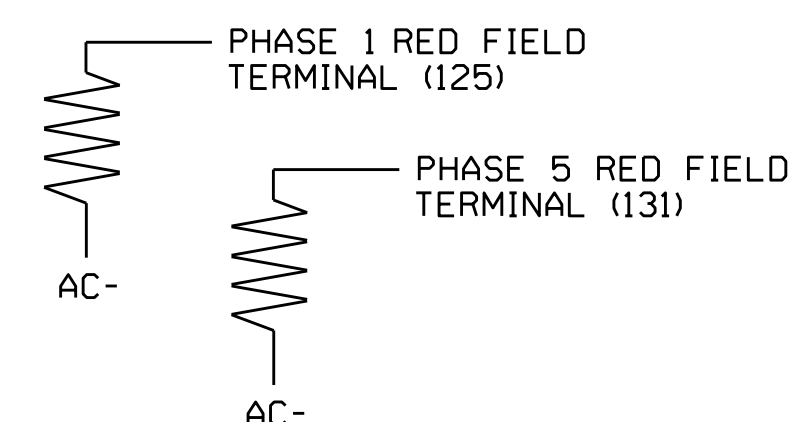 PHASE 1 RED FIELD
TERMINAL (125)
PHASE 5 RED FIELD
TERMINAL (131)
AC-
AC-